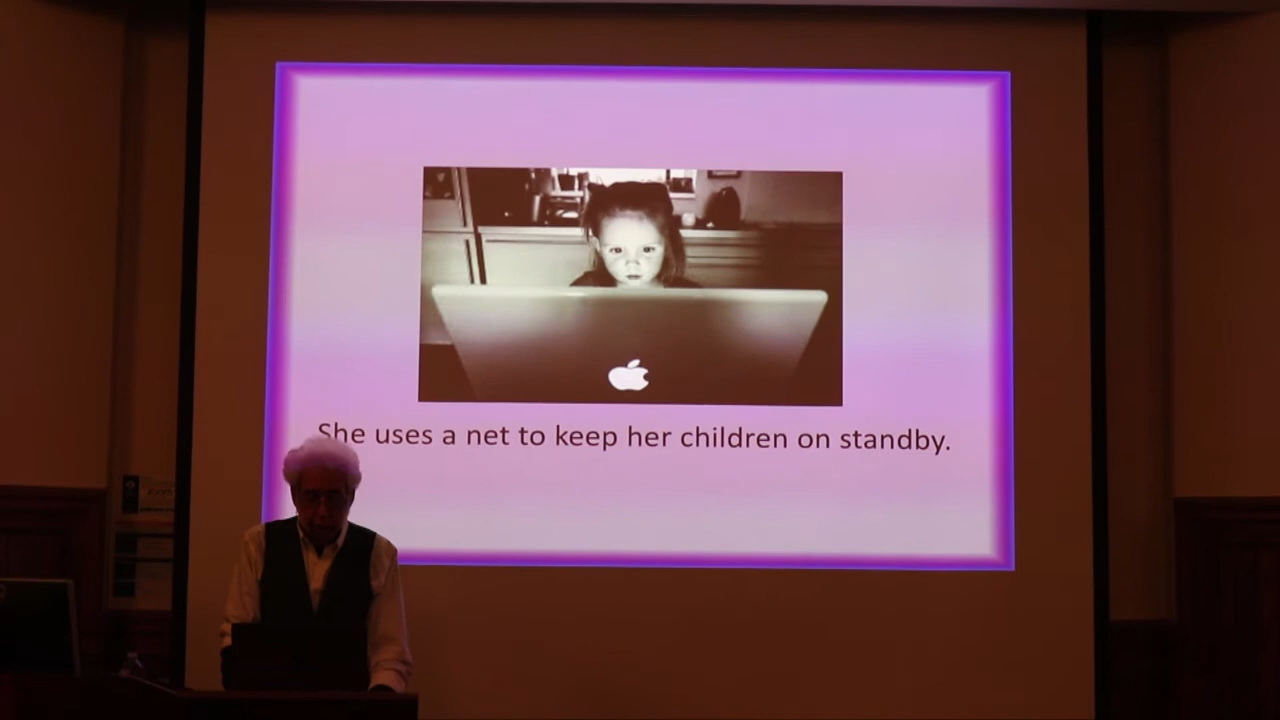 She uses a net to keep her children on standby.